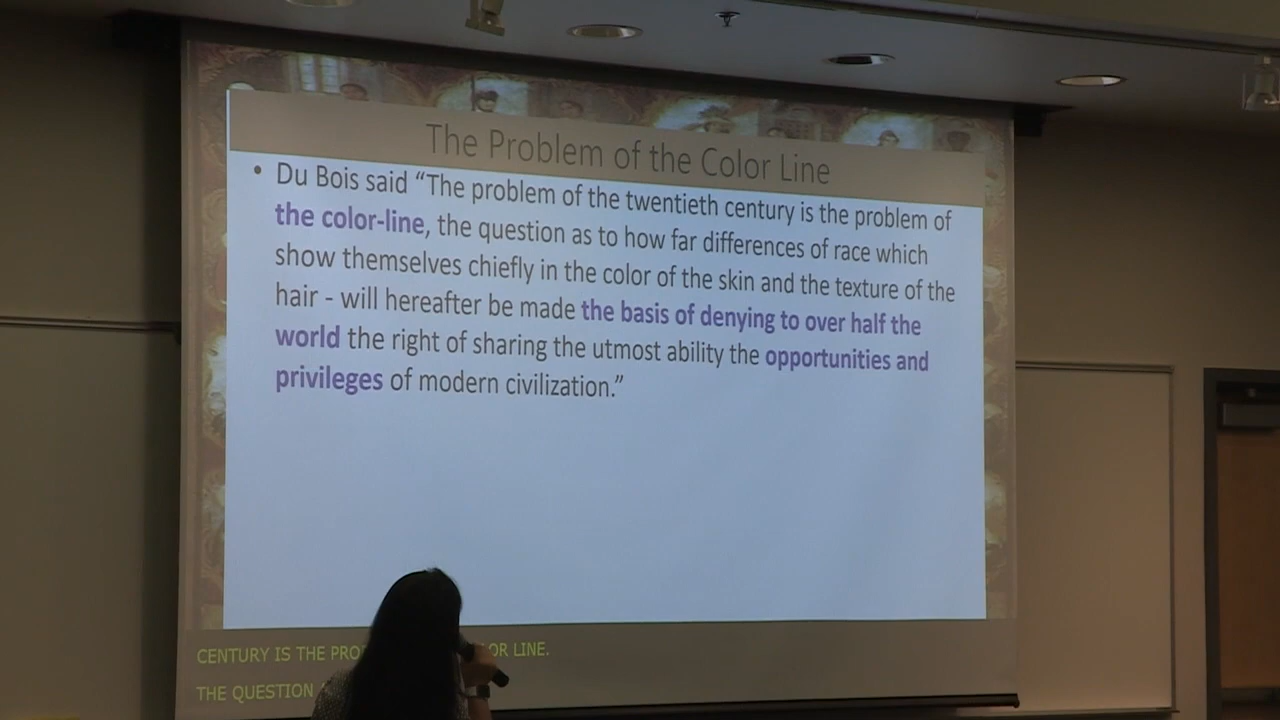 The Problem of the Color Line
• Du Bois said “The problem of the twentieth century is the problem of
the color-line, the question as to how far differences of race which
show themselves chiefly in the color of the skin and the texture of the
hair - will hereafter be made the basis of denying to over half the
world the right of sharing the utmost ability the opportunities and
privileges of modern civilization.”
CENTURY IS THE LINE.
THE QUESTION